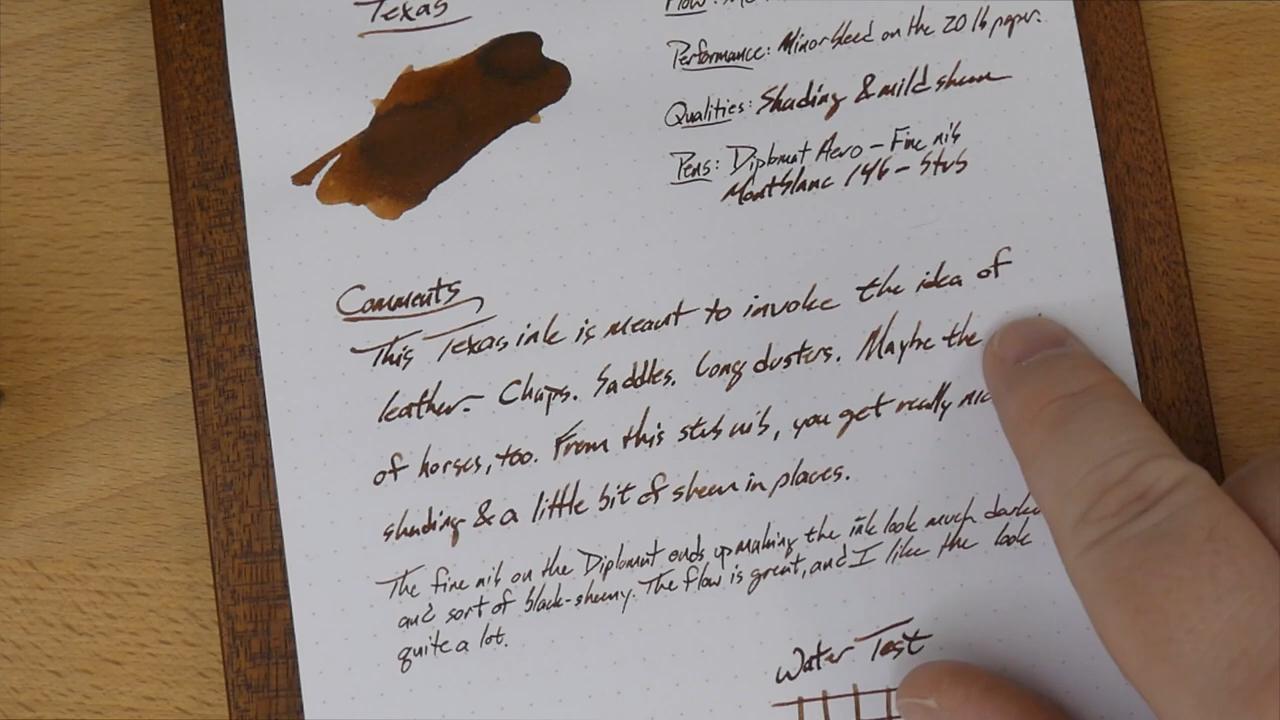 Texas
Flow:
Performance: Minor bleed on the 20 lb paper.
Qualities: Shading & mild sheen
Pens: Diplomat Aero - Fine nib
Montblanc 146 - Stub
Comments
This Texas ink is meant to invoke the idea of
leather. Chaps. Saddles. Long dusters. Maybe the
of horses, too. From this stub nib, you get really
shading & a little bit of sheen in places.
The fine nib on the Diplomat ends up making the ink look much
and sort of black-sheeny. The flow is great, and I like the look
quite a lot.
Water Test